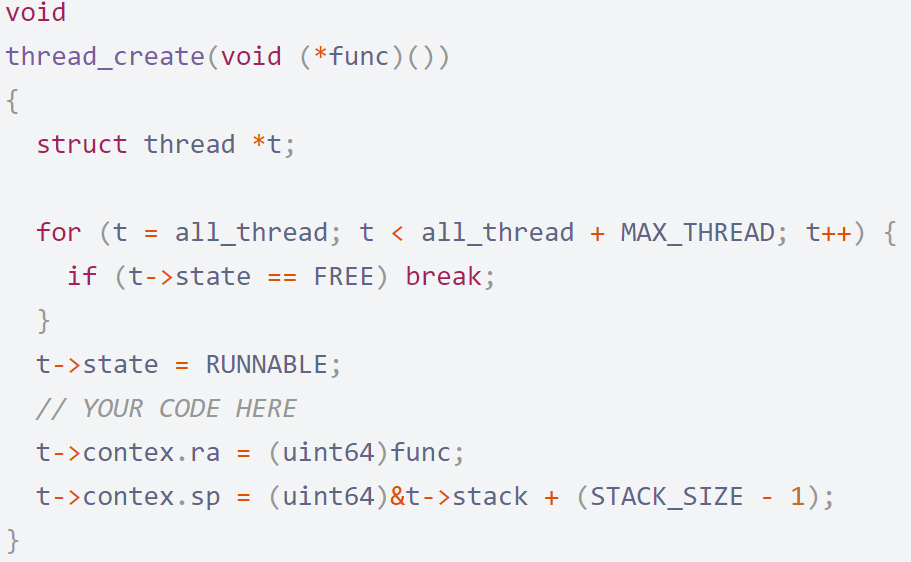 void
thread_create(void (*func)())
{
  struct thread *t;

  for (t = all_thread; t < all_thread + MAX_THREAD; t++) {
    if (t->state == FREE) break;
  }
  t->state = RUNNABLE;
  // YOUR CODE HERE
  t->contex.ra = (uint64)func;
  t->contex.sp = (uint64)&t->stack + (STACK_SIZE - 1);
}